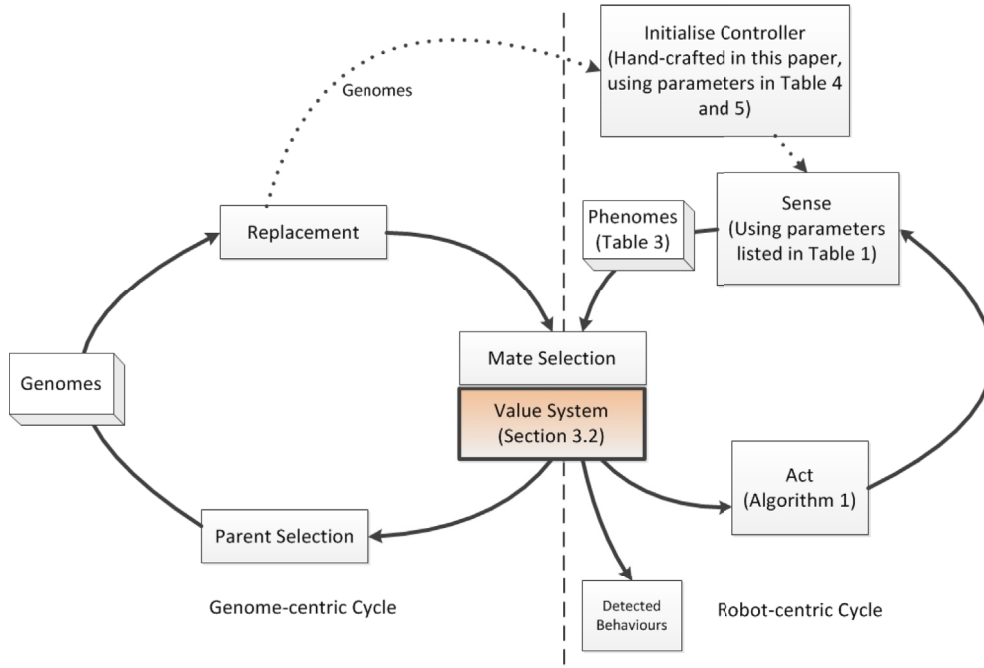 Initialise Controller
(Hand-crafted in this paper,
using parameters in Table 4
and 5)
Genomes
Replacement
Phenomes
(Table 3)
Sense
(Using parameters
listed in Table 1)
Genomes
Mate Selection
Value System
(Section 3.2)
Act
(Algorithm 1)
Parent Selection
Genome-centric Cycle
Detected
Behaviours
Robot-centric Cycle